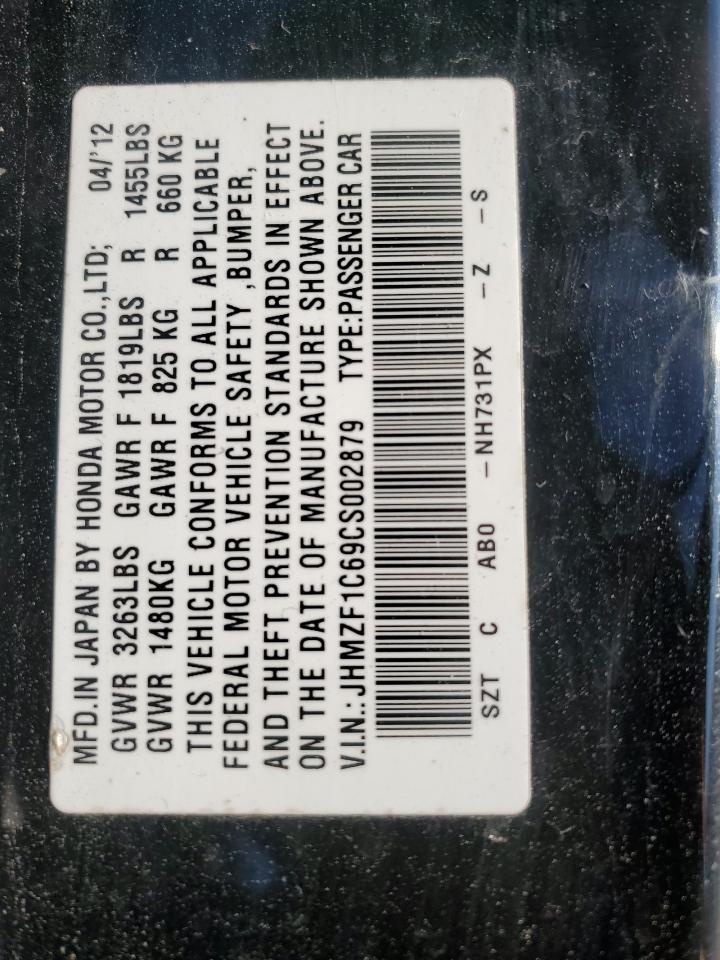 MFD.IN JAPAN BY HONDA MOTOR CO.,LTD; 04/'12
GVWR 3263LBS GAWR F 1819LBS R 1455LBS
GVWR 1480KG GAWR F 825 KG R 660 KG
THIS VEHICLE CONFORMS TO ALL APPLICABLE
FEDERAL MOTOR VEHICLE SAFETY ,BUMPER,
AND THEFT PREVENTION STANDARDS IN EFFECT
ON THE DATE OF MANUFACTURE SHOWN ABOVE.
V.I.N.: JHMZF1C69CS002879 TYPE:PASSENGER CAR
SZT C AB0 –NH731PX –Z –S